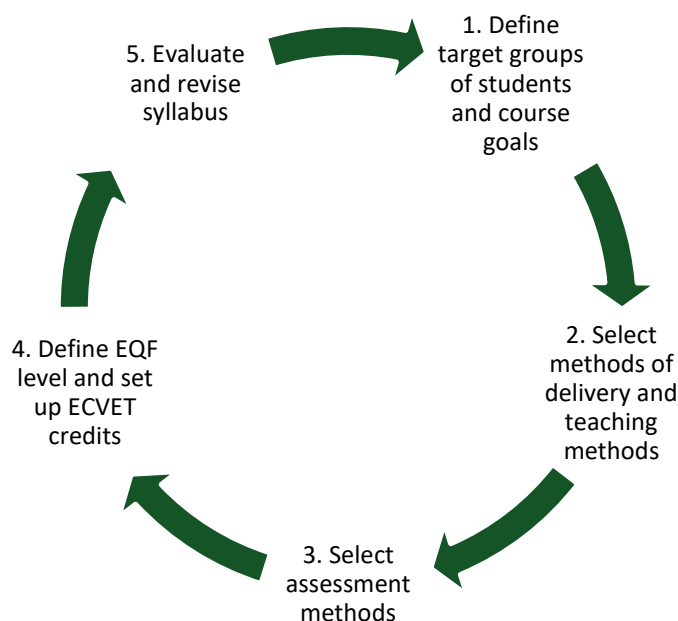 1. Define
target groups
of students
and course
goals
2. Select
methods of
delivery and
teaching
methods
3. Select
assessment
methods
4. Define EQF
level and set
up ECVET
credits
5. Evaluate
and revise
syllabus